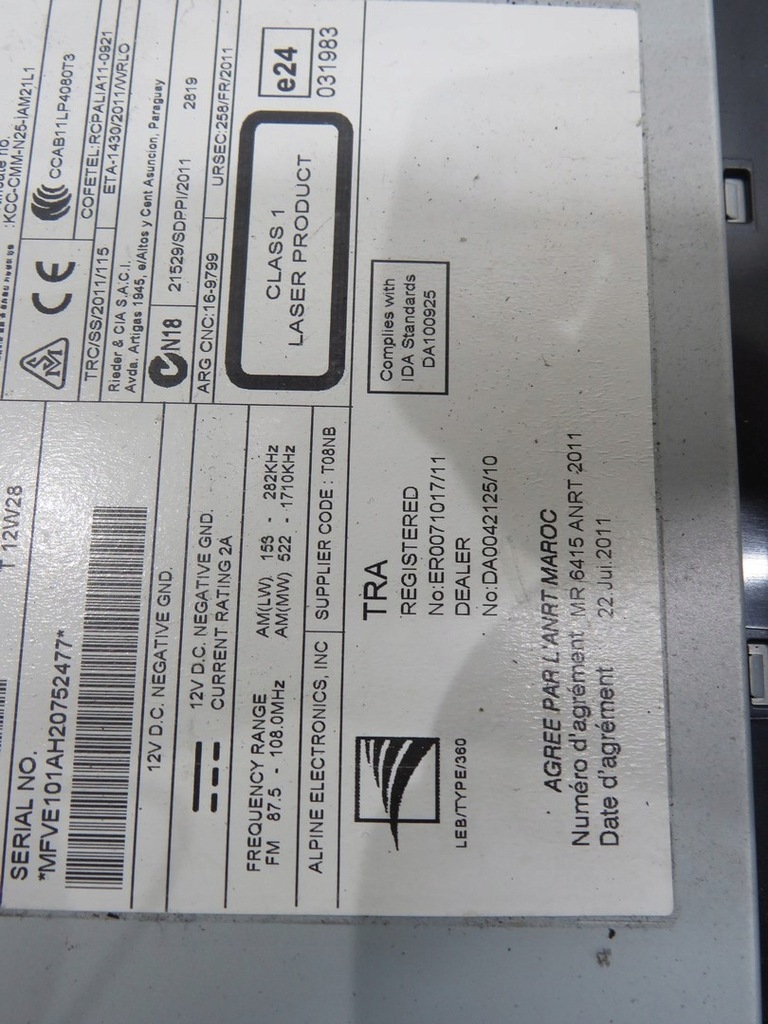 T 12W28
SERIAL NO.
*MFVE101AH20752477*
12V D.C. NEGATIVE GND.
12V D.C. NEGATIVE GND.
CURRENT RATING 2A
FREQUENCY RANGE
FM 87.5 - 108.0MHz
AM(LW) 153 - 282KHz
AM(MW) 522 - 1710KHz
ALPINE ELECTRONICS, INC
SUPPLIER CODE : T08NB
:KCC-CMM-N25-IAM21L1
CE
CCAB11LP4080T3
TRC/SS/2011/115
COFETEL:RCPALIA11-0921
ETA-1430/2011/WRLO
Rieder & CIA S.A.C.I.
Avda. Artigas 1945, e/Altos y Cent Asuncion, Paraguay
N18
21529/SDPPI/2011
2819
ARG CNC:16-9799
URSEC:258/FR/2011
CLASS 1
LASER PRODUCT
e24
031983
LEB/TYPE/360
TRA
REGISTERED
No:ER0071017/11
DEALER
No:DA0042125/10
Complies with
IDA Standards
DA100925
AGREE PAR L'ANRT MAROC
Numéro d'agrément MR 6415 ANRT 2011
Date d'agrément 22.Jui.2011